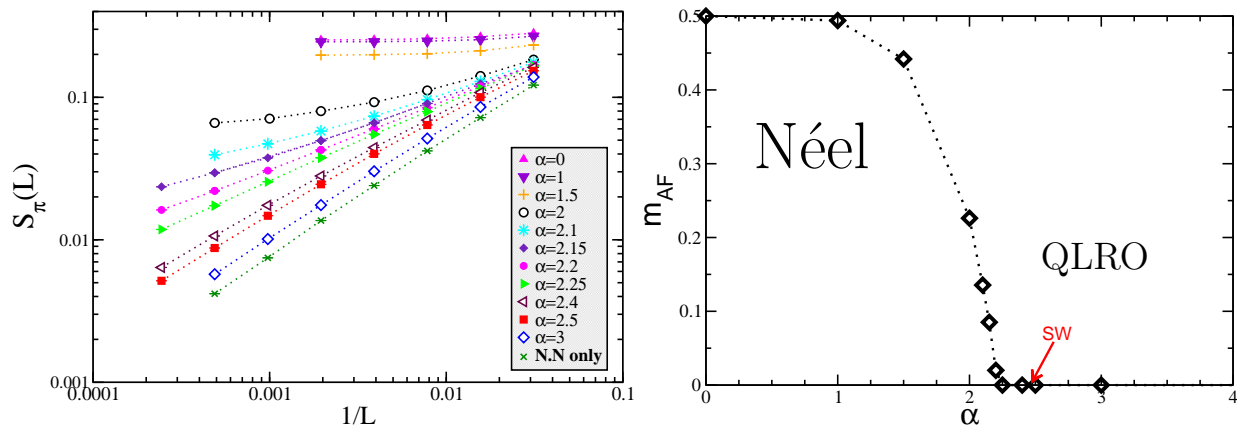 0.1
0.01
0.001
S_π(L)
0.0001
0.001
0.01
0.1
1/L
α=0
α=1
α=1.5
α=2
α=2.1
α=2.15
α=2.2
α=2.25
α=2.4
α=2.5
α=3
N.N only
0.5
0.4
0.3
0.2
0.1
0
m_AF
Néel
QLRO
SW
0
1
2
3
4
α